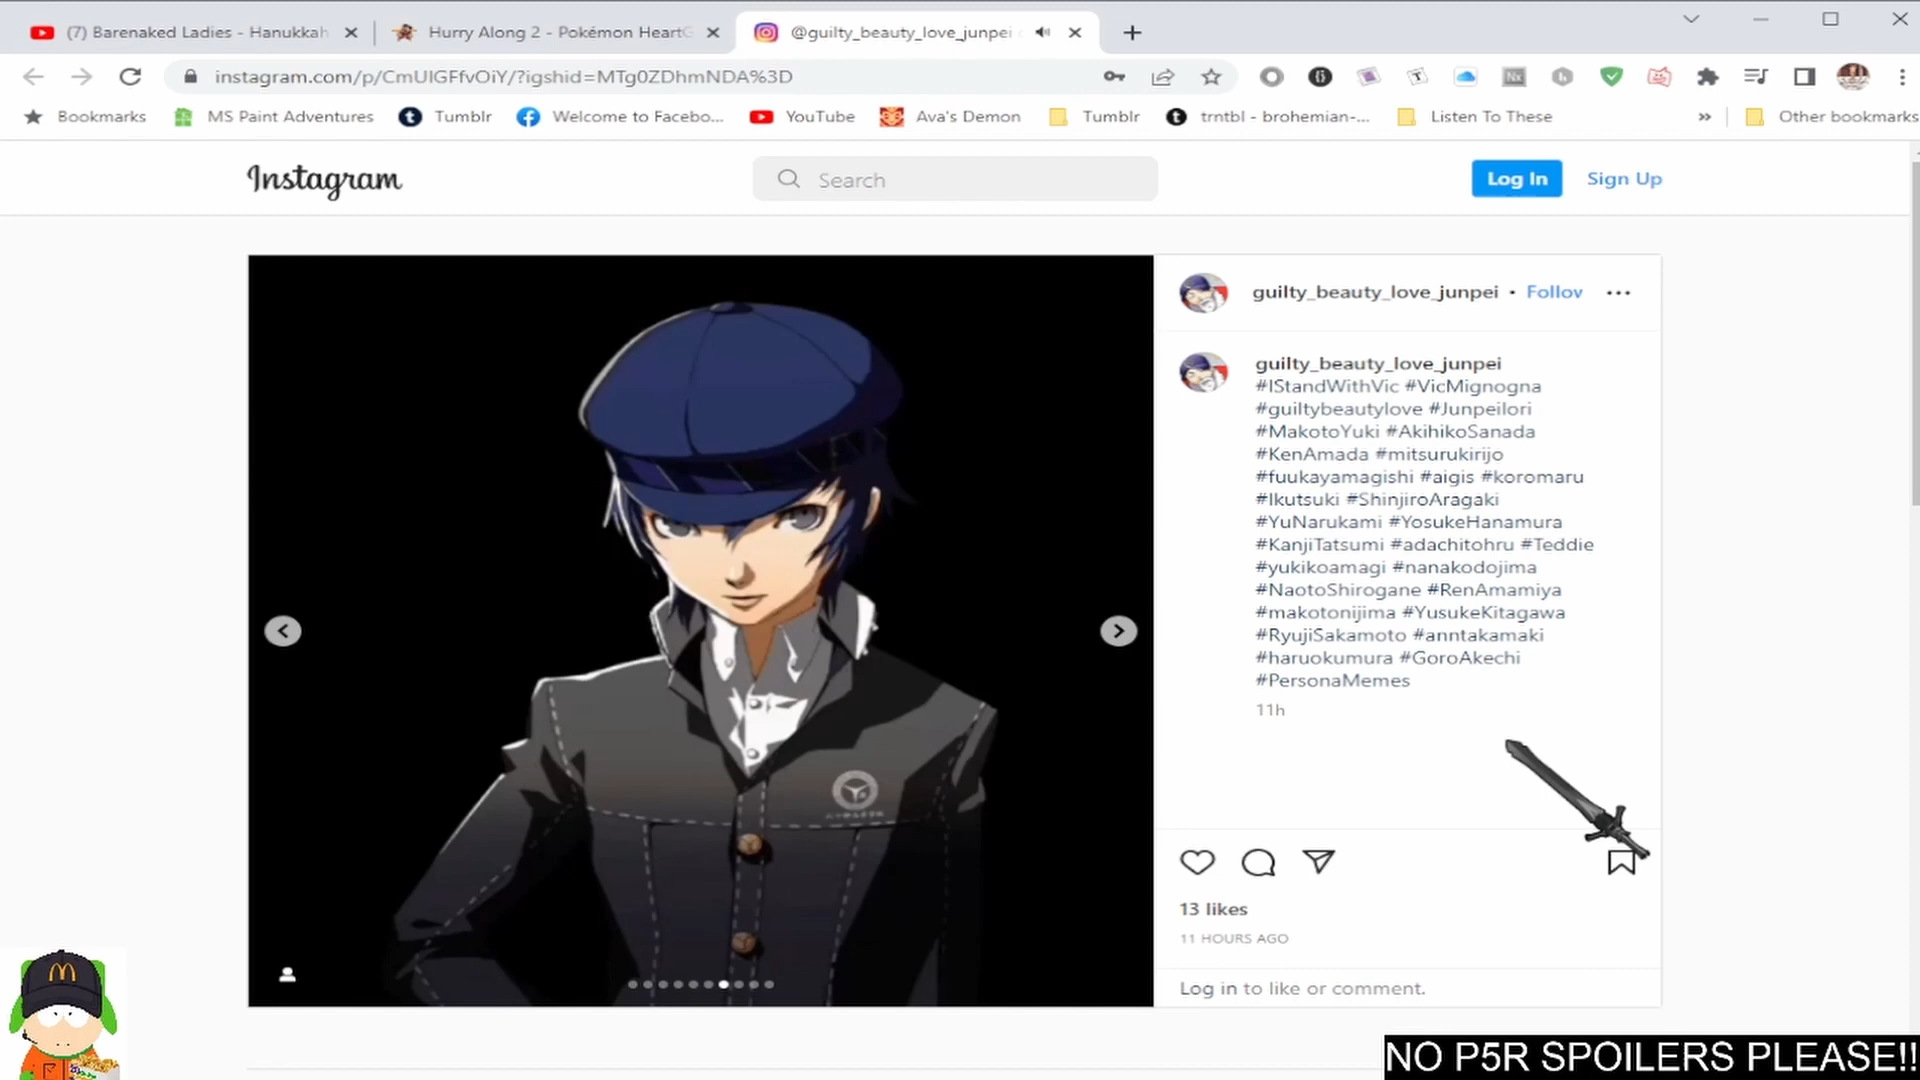 (7) Barenaked Ladies - Hanukkah
Hurry Along 2 - Pokémon HeartG
@guilty_beauty_love_junpei
instagram.com/p/CmUIGFfvOiY/?igshid=MTg0ZDhmNDA%3D
Bookmarks
MS Paint Adventures
Tumblr
Welcome to Facebo...
YouTube
Ava's Demon
Tumblr
trntbl - brohemian-...
Listen To These
»
Other bookmarks
Instagram
Search
Log In
Sign Up
guilty_beauty_love_junpei • Follov
guilty_beauty_love_junpei
#IStandWithVic #VicMignogna
#guiltybeautylove #JunpeiIori
#MakotoYuki #AkihikoSanada
#KenAmada #mitsurukirijo
#fuukayamagishi #aigis #koromaru
#Ikutsuki #ShinjiroAragaki
#YuNarukami #YosukeHanamura
#KanjiTatsumi #adachitohru #Teddie
#yukikoamagi #nanakodojima
#NaotoShirogane #RenAmamiya
#makotonijima #YusukeKitagawa
#RyujiSakamoto #anntakamaki
#haruokumura #GoroAkechi
#PersonaMemes
11h
13 likes
11 HOURS AGO
Log in to like or comment.
NO P5R SPOILERS PLEASE!!